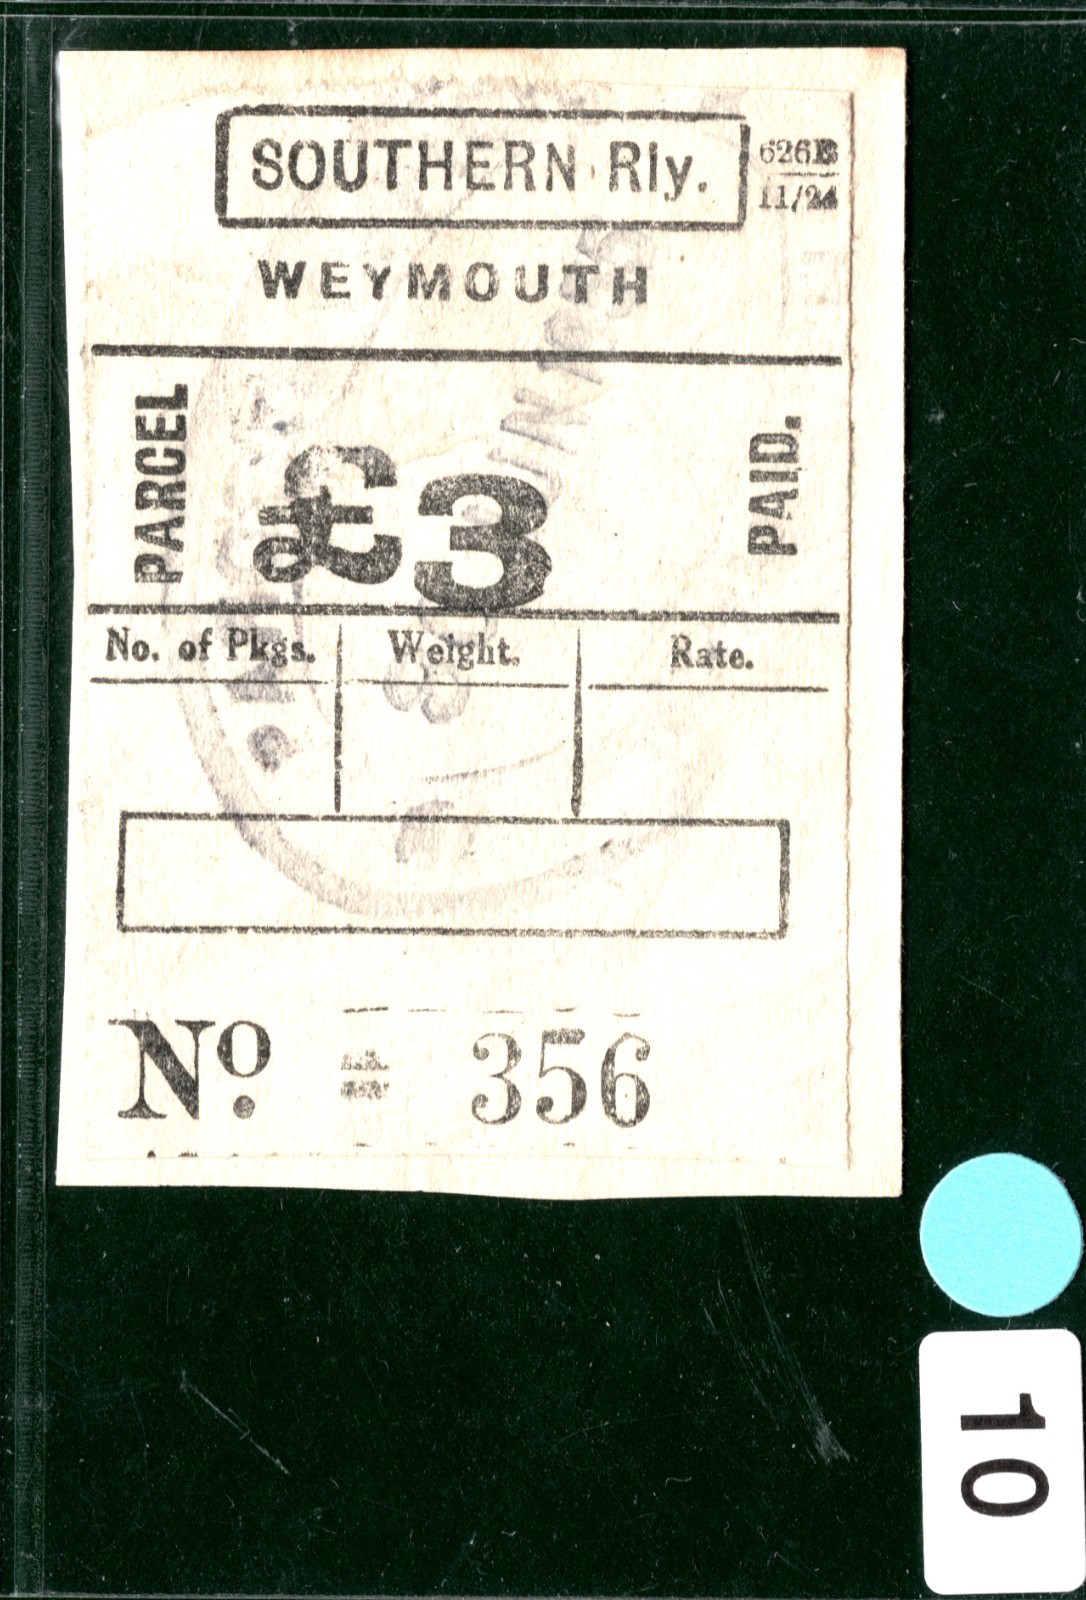 SOUTHERN Rly.
626B
11/24
WEYMOUTH
PARCEL
£3
PAID.
No. of Pkgs.
Weight.
Rate.
No. 356
10